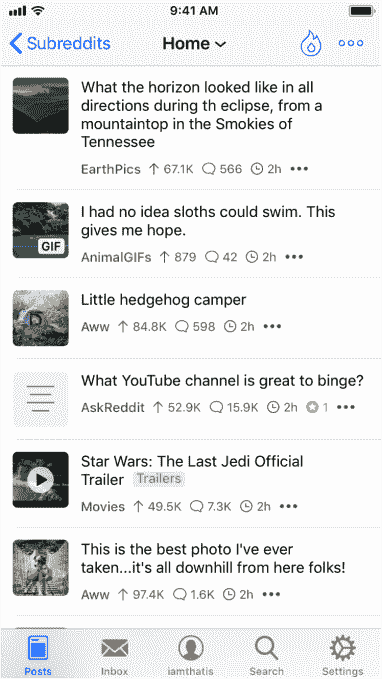 9:41 AM
Subreddits
Home
What the horizon looked like in all
directions during th eclipse, from a
mountaintop in the Smokies of
Tennessee
EarthPics 67.1K 566 2h
I had no idea sloths could swim. This
gives me hope.
GIF
AnimalGIFs 879 42 2h
Little hedgehog camper
Aww 84.8K 598 2h
What YouTube channel is great to binge?
AskReddit 52.9K 15.9K 2h 1
Star Wars: The Last Jedi Official
Trailer Trailers
Movies 49.5K 7.3K 2h
This is the best photo I've ever
taken...it's all downhill from here folks!
Aww 97.4K 1.6K 2h
Posts Inbox iamthatis Search Settings